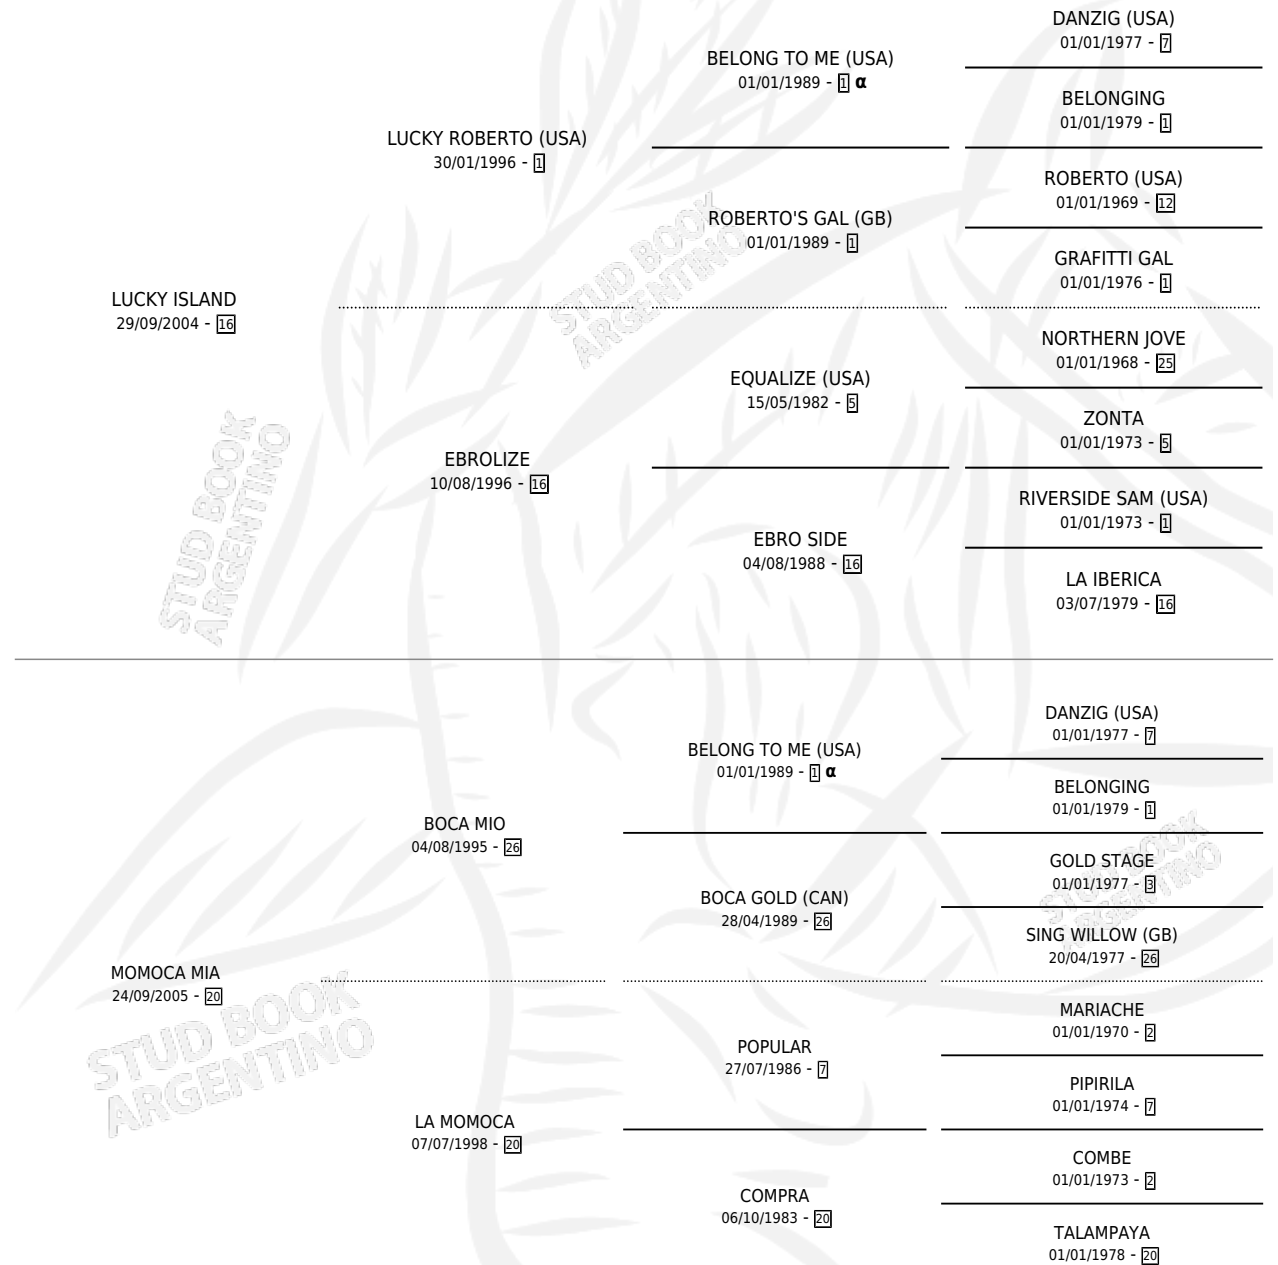 DANZIG (USA)
01/01/1977 - 7
BELONG TO ME (USA)
01/01/1989 - 1 α
BELONGING
01/01/1979 - 1
LUCKY ROBERTO (USA)
30/01/1996 - 1
ROBERTO (USA)
01/01/1969 - 12
ROBERTO'S GAL (GB)
01/01/1989 - 1
GRAFITTI GAL
01/01/1976 - 1
LUCKY ISLAND
29/09/2004 - 16
NORTHERN JOVE
01/01/1968 - 25
EQUALIZE (USA)
15/05/1982 - 5
ZONTA
01/01/1973 - 5
EBROLIZE
10/08/1996 - 16
RIVERSIDE SAM (USA)
01/01/1973 - 1
EBRO SIDE
04/08/1988 - 16
LA IBERICA
03/07/1979 - 16
DANZIG (USA)
01/01/1977 - 7
BELONG TO ME (USA)
01/01/1989 - 1 α
BELONGING
01/01/1979 - 1
BOCA MIO
04/08/1995 - 26
GOLD STAGE
01/01/1977 - 3
BOCA GOLD (CAN)
28/04/1989 - 26
SING WILLOW (GB)
20/04/1977 - 26
MOMOCA MIA
24/09/2005 - 20
MARIACHE
01/01/1970 - 2
POPULAR
27/07/1986 - 7
PIPIRILA
01/01/1974 - 7
LA MOMOCA
07/07/1998 - 20
COMBE
01/01/1973 - 2
COMPRA
06/10/1983 - 20
TALAMPAYA
01/01/1978 - 20
STUD BOOK
ARGENTINO
STUD BOOK
ARGENTINO
STUD BOOK
ARGENTINO
STUD BOOK
ARGENTINO